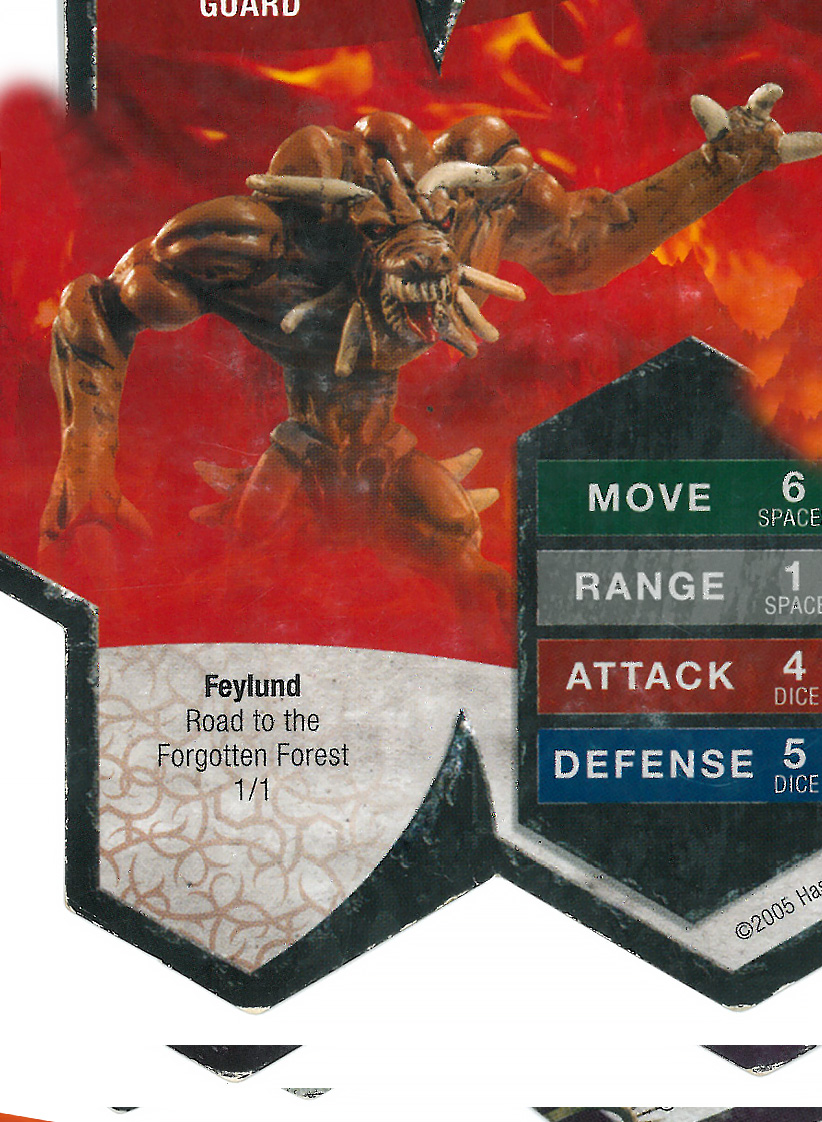 GUARD
MOVE 6
SPACE
RANGE 1
SPACE
ATTACK 4
DICE
DEFENSE 5
DICE
Feylund
Road to the
Forgotten Forest
1/1
©2005 Has